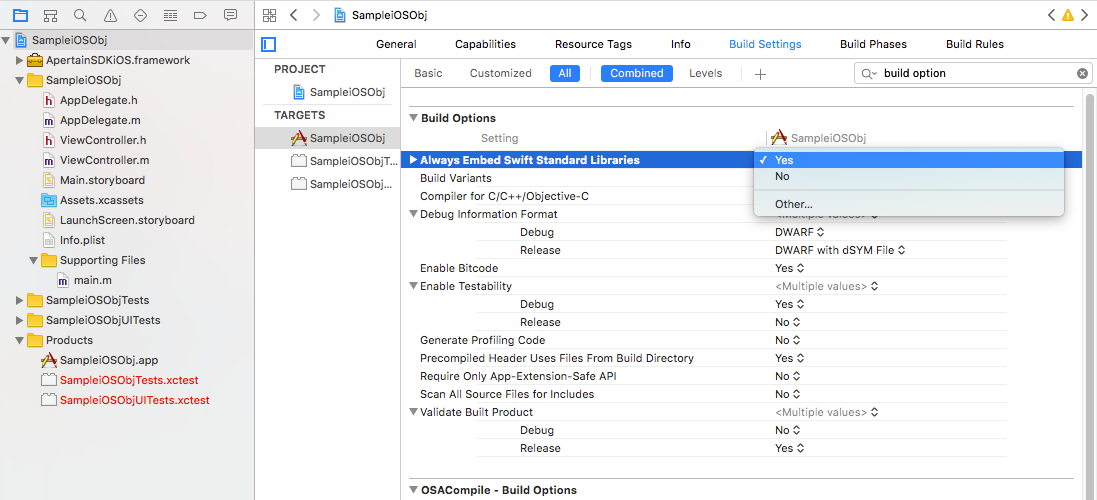 SampleiOSObj
SampleiOSObj
General Capabilities Resource Tags Info Build Settings Build Phases Build Rules
ApertainSDKiOS.framework
SampleiOSObj
AppDelegate.h
AppDelegate.m
ViewController.h
ViewController.m
Main.storyboard
Assets.xcassets
LaunchScreen.storyboard
Info.plist
Supporting Files
main.m
SampleiOSObjTests
SampleiOSObjUITests
Products
SampleiOSObj.app
SampleiOSObjTests.xctest
SampleiOSObjUITests.xctest
PROJECT
SampleiOSObj
TARGETS
SampleiOSObj
SampleiOSObjT...
SampleiOSObj...
Basic Customized All Combined Levels + build option
Build Options
Setting SampleiOSObj
Always Embed Swift Standard Libraries
Yes
No
Other...
Build Variants
Compiler for C/C++/Objective-C
Debug Information Format <Multiple values>
Debug DWARF
Release DWARF with dSYM File
Enable Bitcode Yes
Enable Testability <Multiple values>
Debug Yes
Release No
Generate Profiling Code No
Precompiled Header Uses Files From Build Directory Yes
Require Only App-Extension-Safe API No
Scan All Source Files for Includes No
Validate Built Product <Multiple values>
Debug No
Release Yes
OSACompile - Build Options